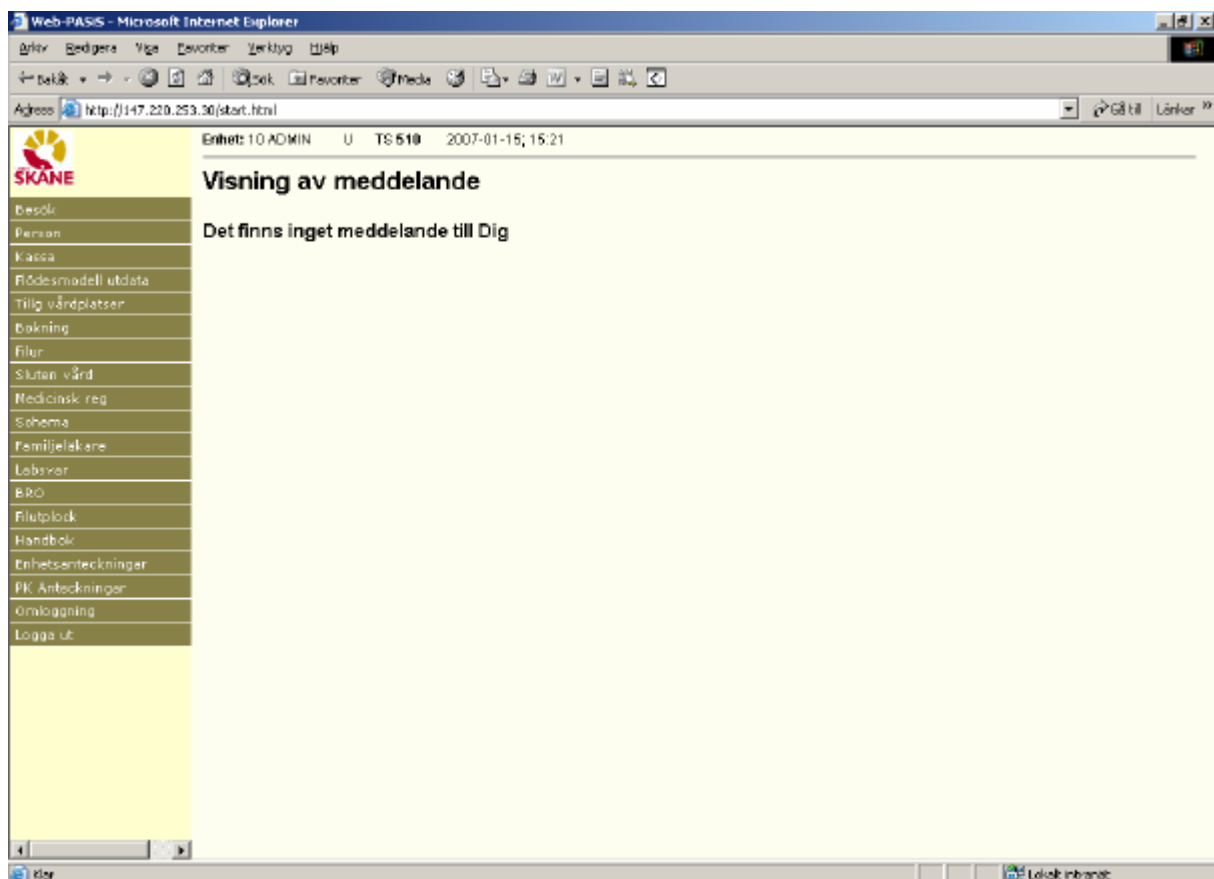 Web-PASiS - Microsoft Internet Explorer
Arkiv Redigera Visa Favoriter Verktyg Hjälp
Bakåt Sök Favoriter Media
Adress http://147.220.253.30/start.html Gå till Länkar »
SKÅNE
Enhet: 10 ADMIN U TS 510 2007-01-15; 15:21
Visning av meddelande
Det finns inget meddelande till Dig
Besök
Person
Kassa
Flödesmodell utdata
Tillg vårdplatser
Bokning
Filur
Sluten vård
Medicinsk reg
Schema
Familjeläkare
Labsvar
BRO
Filutplock
Handbok
Enhetsanteckningar
PK Anteckningar
Omloggning
Logga ut
Klar Lokalt intranät